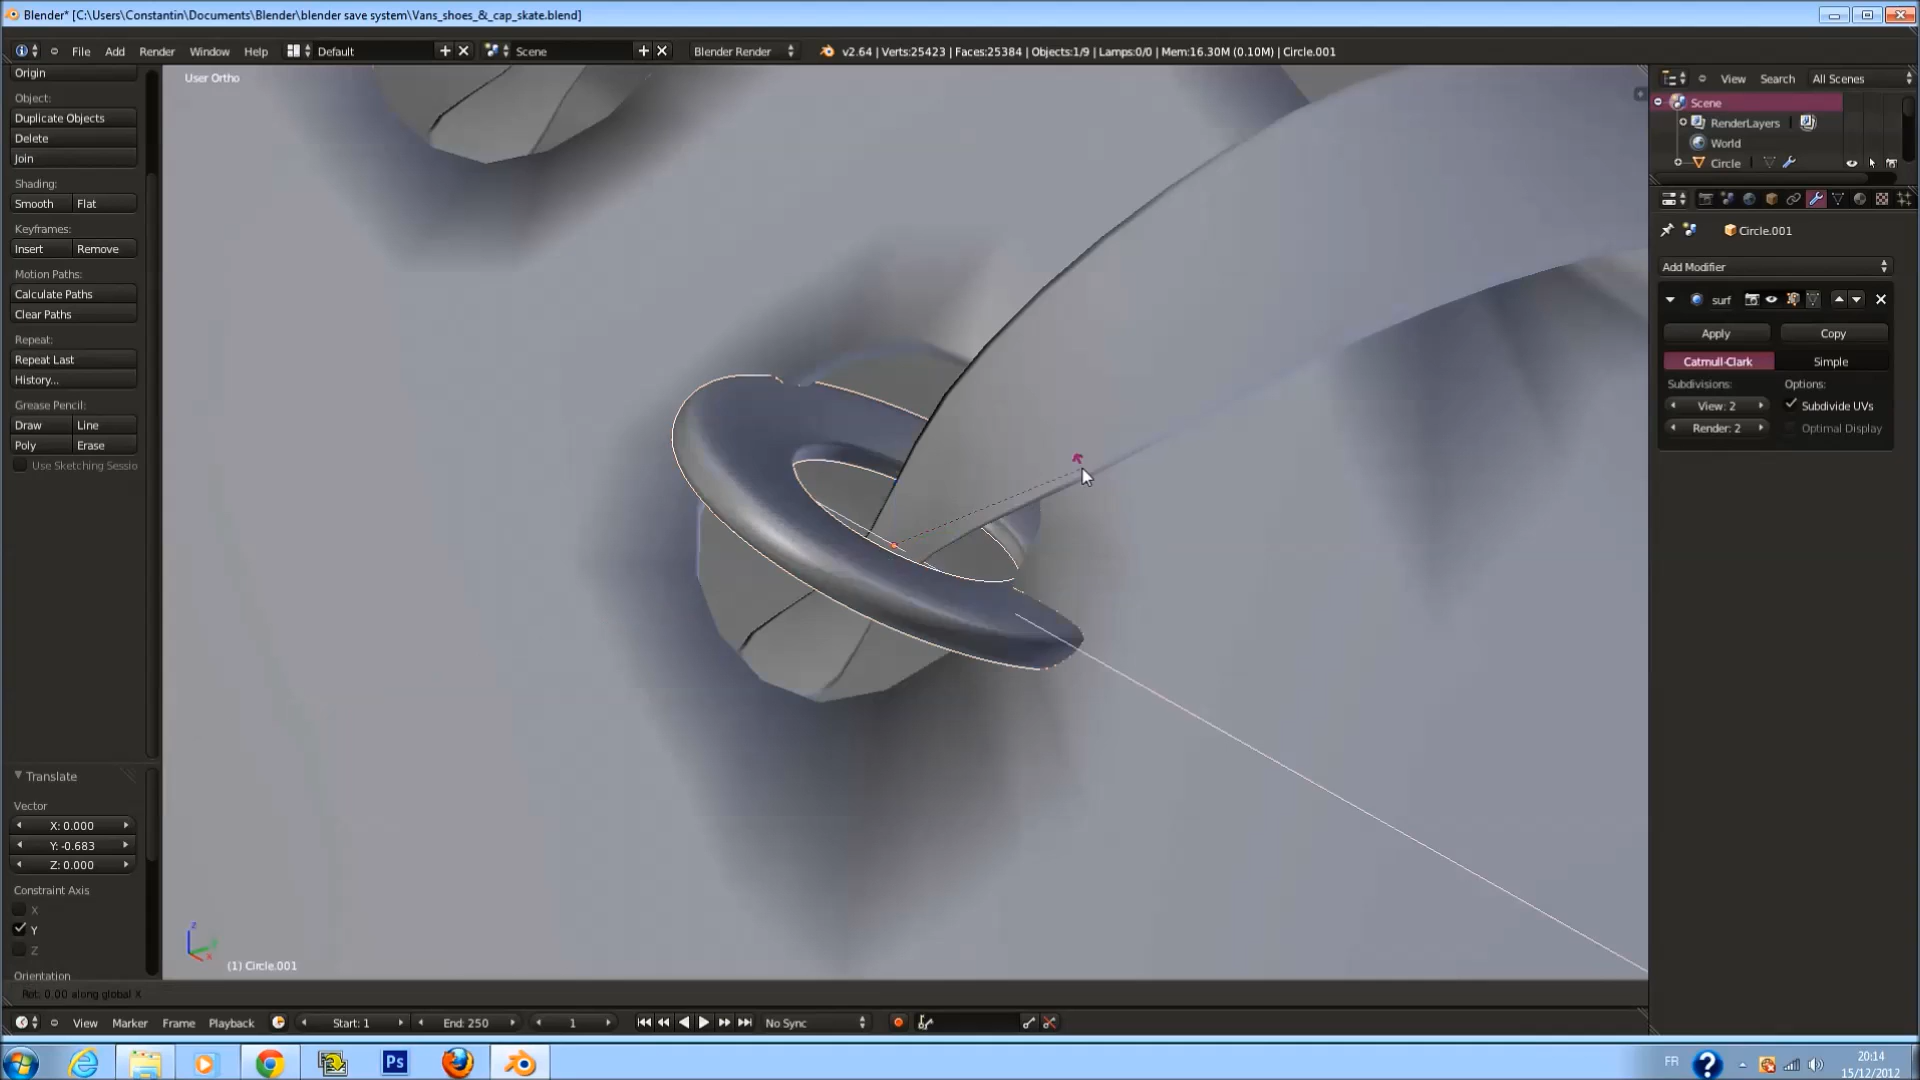 Blender* [C:\Users\Constantin\Documents\Blender\blender save system\Vans_shoes_&_cap_skate.blend]
File Add Render Window Help Default Scene Blender Render v2.64 | Verts:25423 | Faces:25384 | Objects:1/9 | Lamps:0/0 | Mem:16.30M (0.10M) | Circle.001
Origin
User Ortho
View Search All Scenes
Object:
Scene
Duplicate Objects
RenderLayers
Delete
World
Join
Circle
Shading:
Smooth Flat
Keyframes:
Circle.001
Insert Remove
Add Modifier
Motion Paths:
Calculate Paths
surf
Clear Paths
Apply Copy
Repeat:
Repeat Last
Catmull-Clark Simple
History...
Subdivisions: Options:
Grease Pencil:
View: 2 Subdivide UVs
Draw Line
Render: 2 Optimal Display
Poly Erase
Use Sketching Sessio
Translate
Vector
X: 0.000
Y: -0.683
Z: 0.000
Constraint Axis
X
Y
Z
z
(1) Circle.001
Orientation
Rot: 0.00 along global X
View Marker Frame Playback Start: 1 End: 250 1 No Sync
Ps
FR
?
20:14
15/12/2012